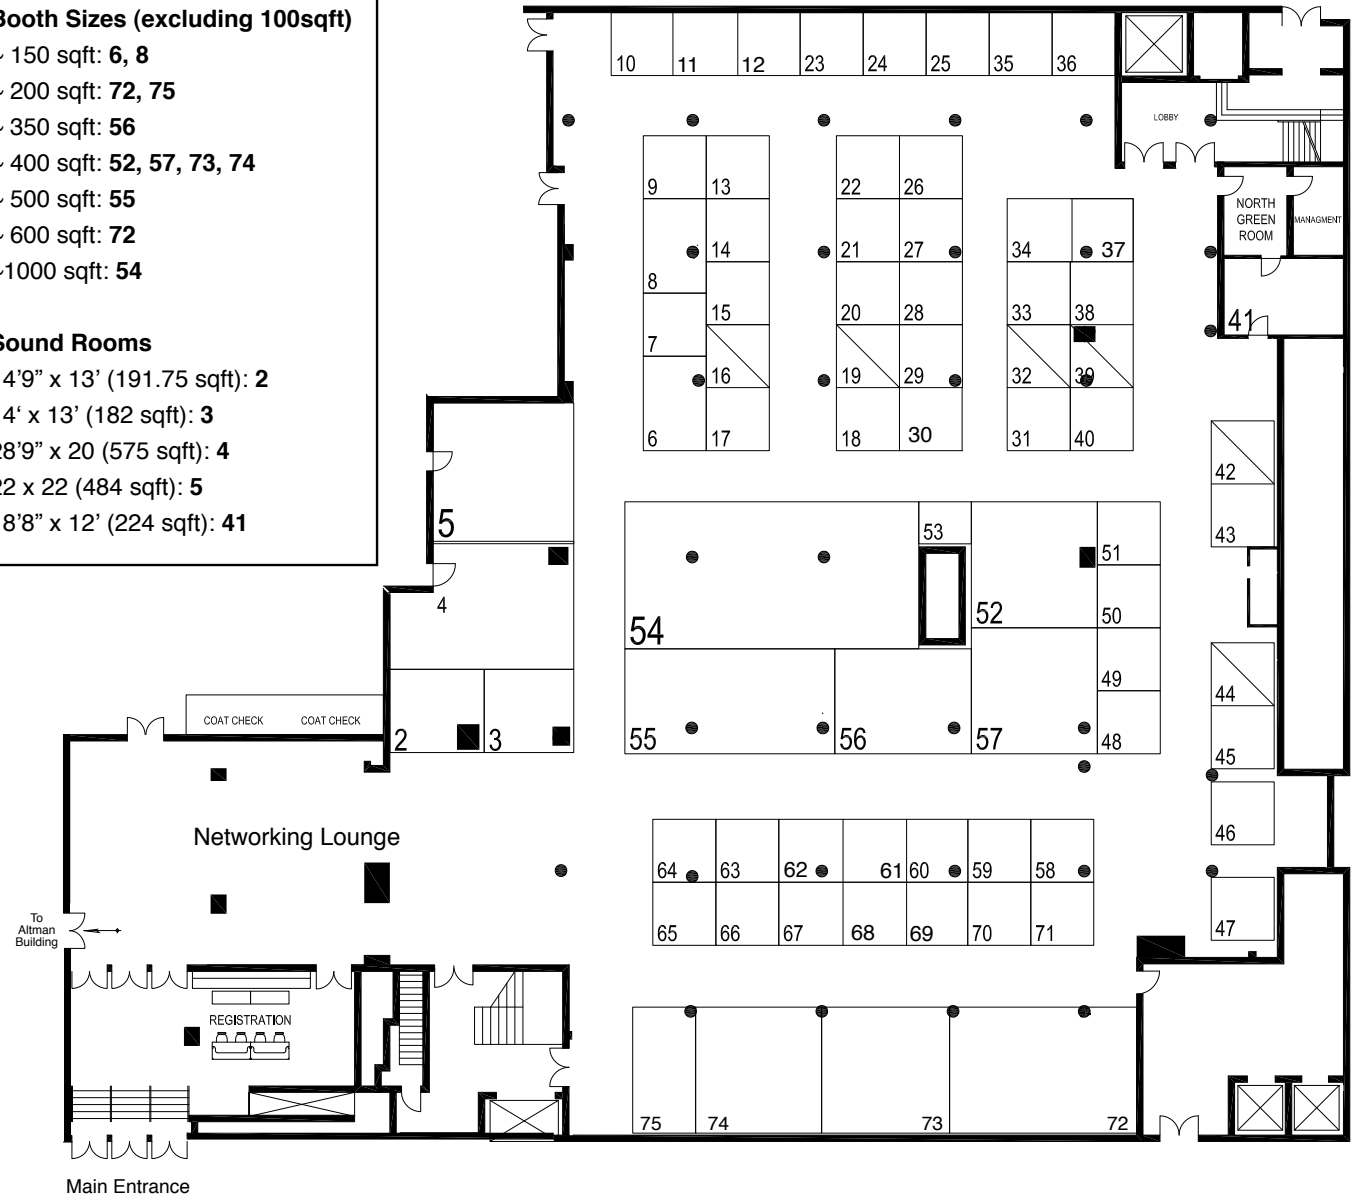 Booth Sizes (excluding 100sqft)
~ 150 sqft: 6, 8
~ 200 sqft: 72, 75
~ 350 sqft: 56
~ 400 sqft: 52, 57, 73, 74
~ 500 sqft: 55
~ 600 sqft: 72
~1000 sqft: 54
Sound Rooms
4'9” x 13’ (191.75 sqft): 2
4‘ x 13’ (182 sqft): 3
28’9” x 20 (575 sqft): 4
22 x 22 (484 sqft): 5
8’8” x 12’ (224 sqft): 41
10 11 12 23 24 25 35 36
LOBBY
9 13 22 26
NORTH
GREEN
ROOM
MANAGMENT
14 21 27 34 37
8
15 20 28 33 38
41
7
16 19 29 32 39
6 17 18 30 31 40
42
5
53
43
51
4
54
52
50
49
44
COAT CHECK COAT CHECK
2 3
55 56 57 48
45
46
Networking Lounge
64 63 62 61 60 59 58
To
Altman
Building
65 66 67 68 69 70 71
47
REGISTRATION
75 74 73 72
Main Entrance